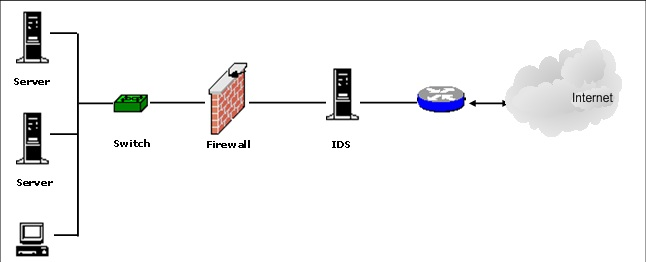 Server
Server
Switch
Firewall
IDS
Internet